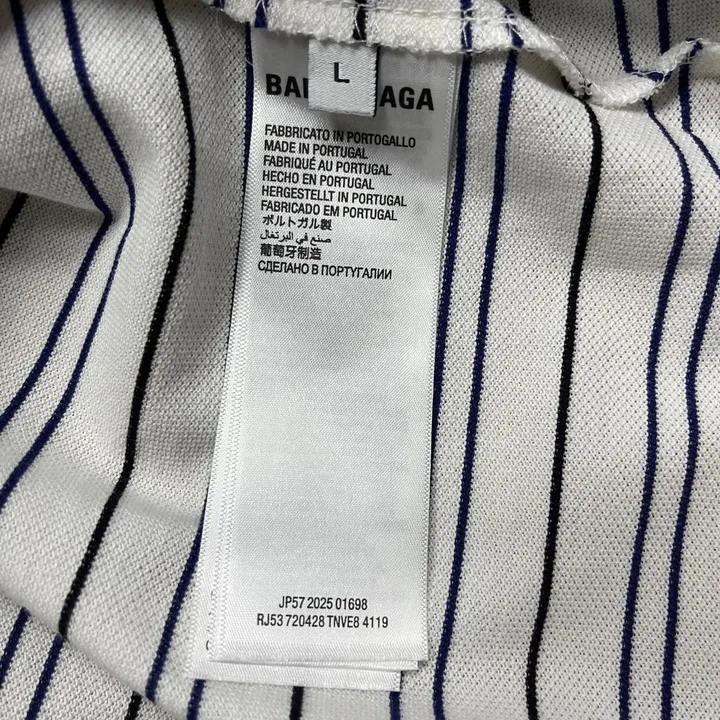 L
BAL AGA
FABBRICATO IN PORTOGALLO
MADE IN PORTUGAL
FABRIQUÉ AU PORTUGAL
HECHO EN PORTUGAL
HERGESTELLT IN PORTUGAL
FABRICADO EM PORTUGAL
ポルトガル製
صنع في البرتغال
葡萄牙制造
СДЕЛАНО В ПОРТУГАЛИИ
JP57 2025 01698
RJ53 720428 TNVE8 4119